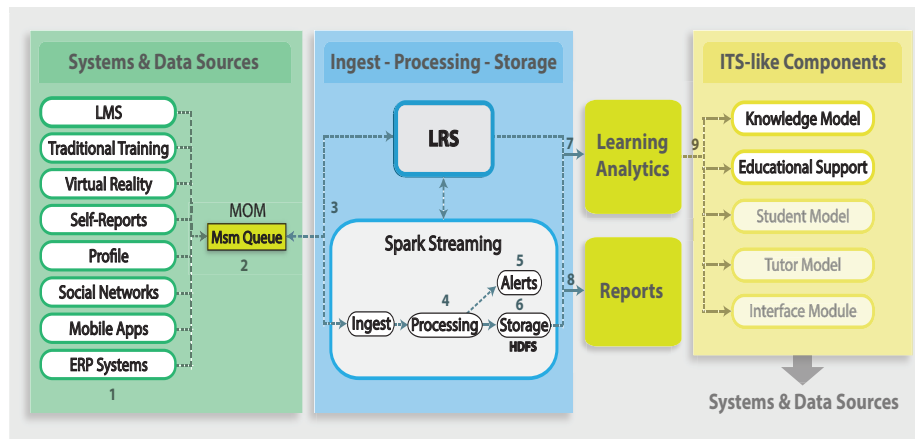 Systems & Data Sources
LMS
Traditional Training
Virtual Reality
Self-Reports
Profile
Social Networks
Mobile Apps
ERP Systems
1
MOM
Msm Queue
2
Ingest - Processing - Storage
LRS
3
Spark Streaming
Ingest
4
Processing
5
Alerts
6
Storage
HDFS
7
Learning
Analytics
8
Reports
9
ITS-like Components
Knowledge Model
Educational Support
Student Model
Tutor Model
Interface Module
Systems & Data Sources